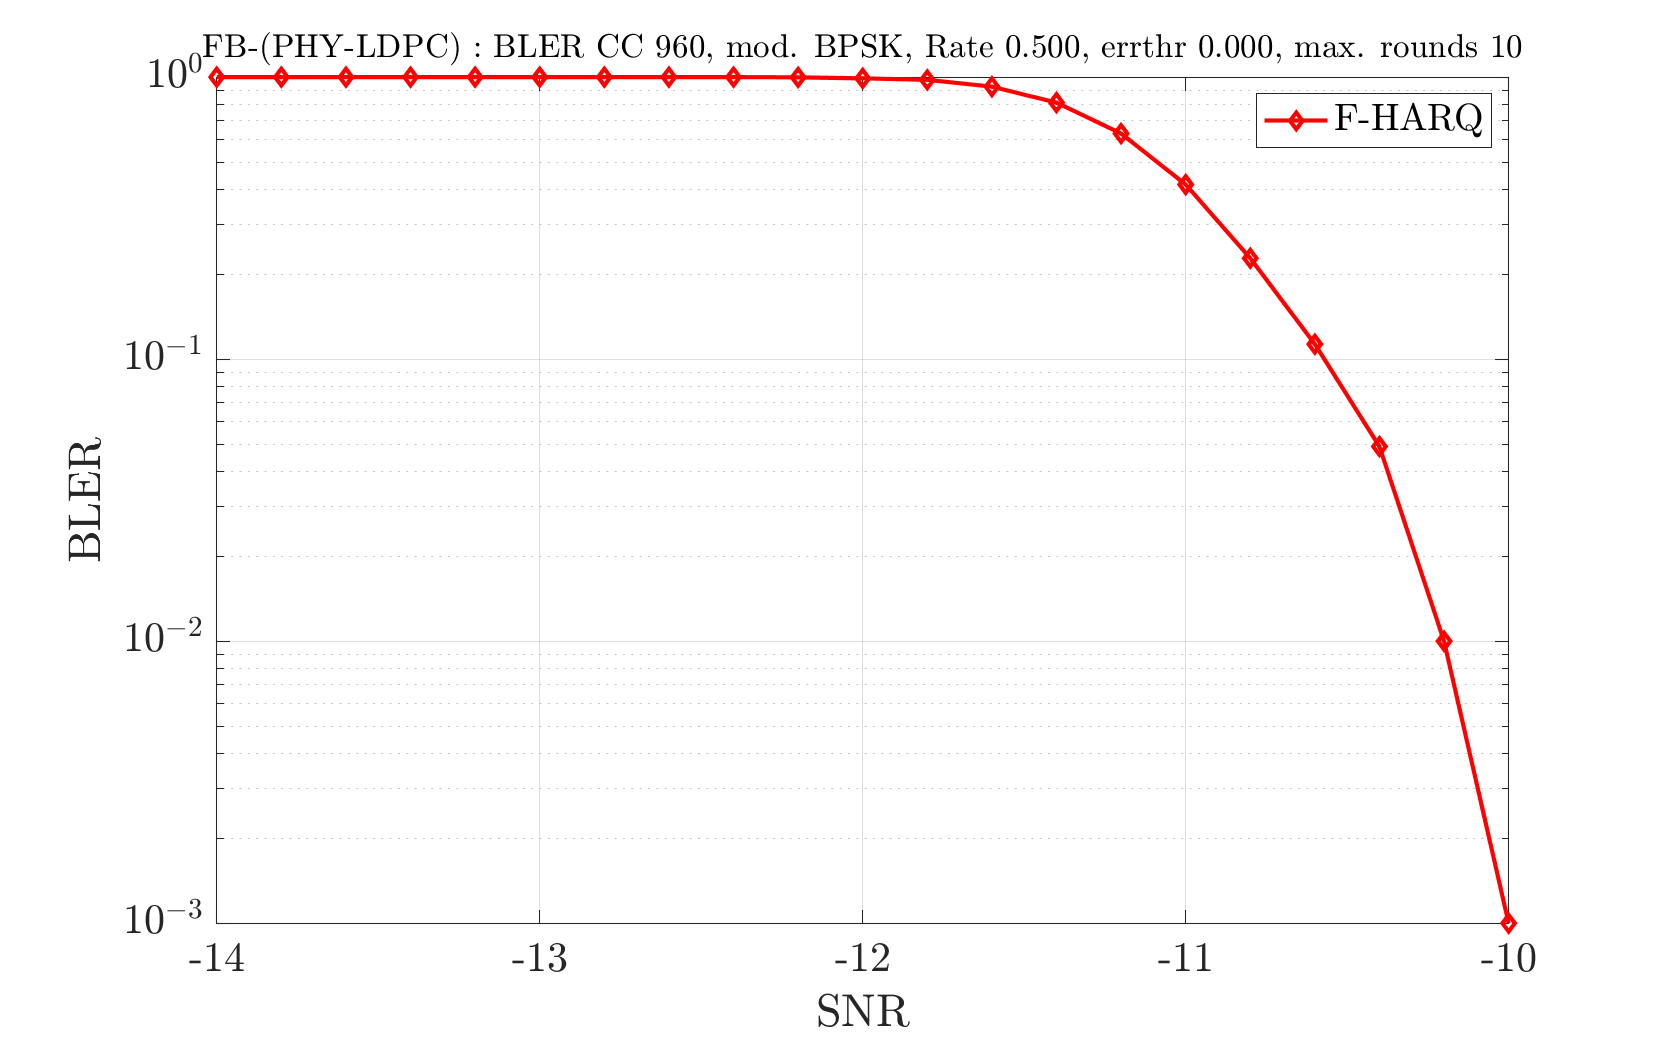 FB-(PHY-LDPC) : BLER CC 960, mod. BPSK, Rate 0.500, errthr 0.000, max. rounds 10
10^0
F-HARQ
10^{-1}
BLER
10^{-2}
10^{-3}
-14 -13 -12 -11 -10
SNR